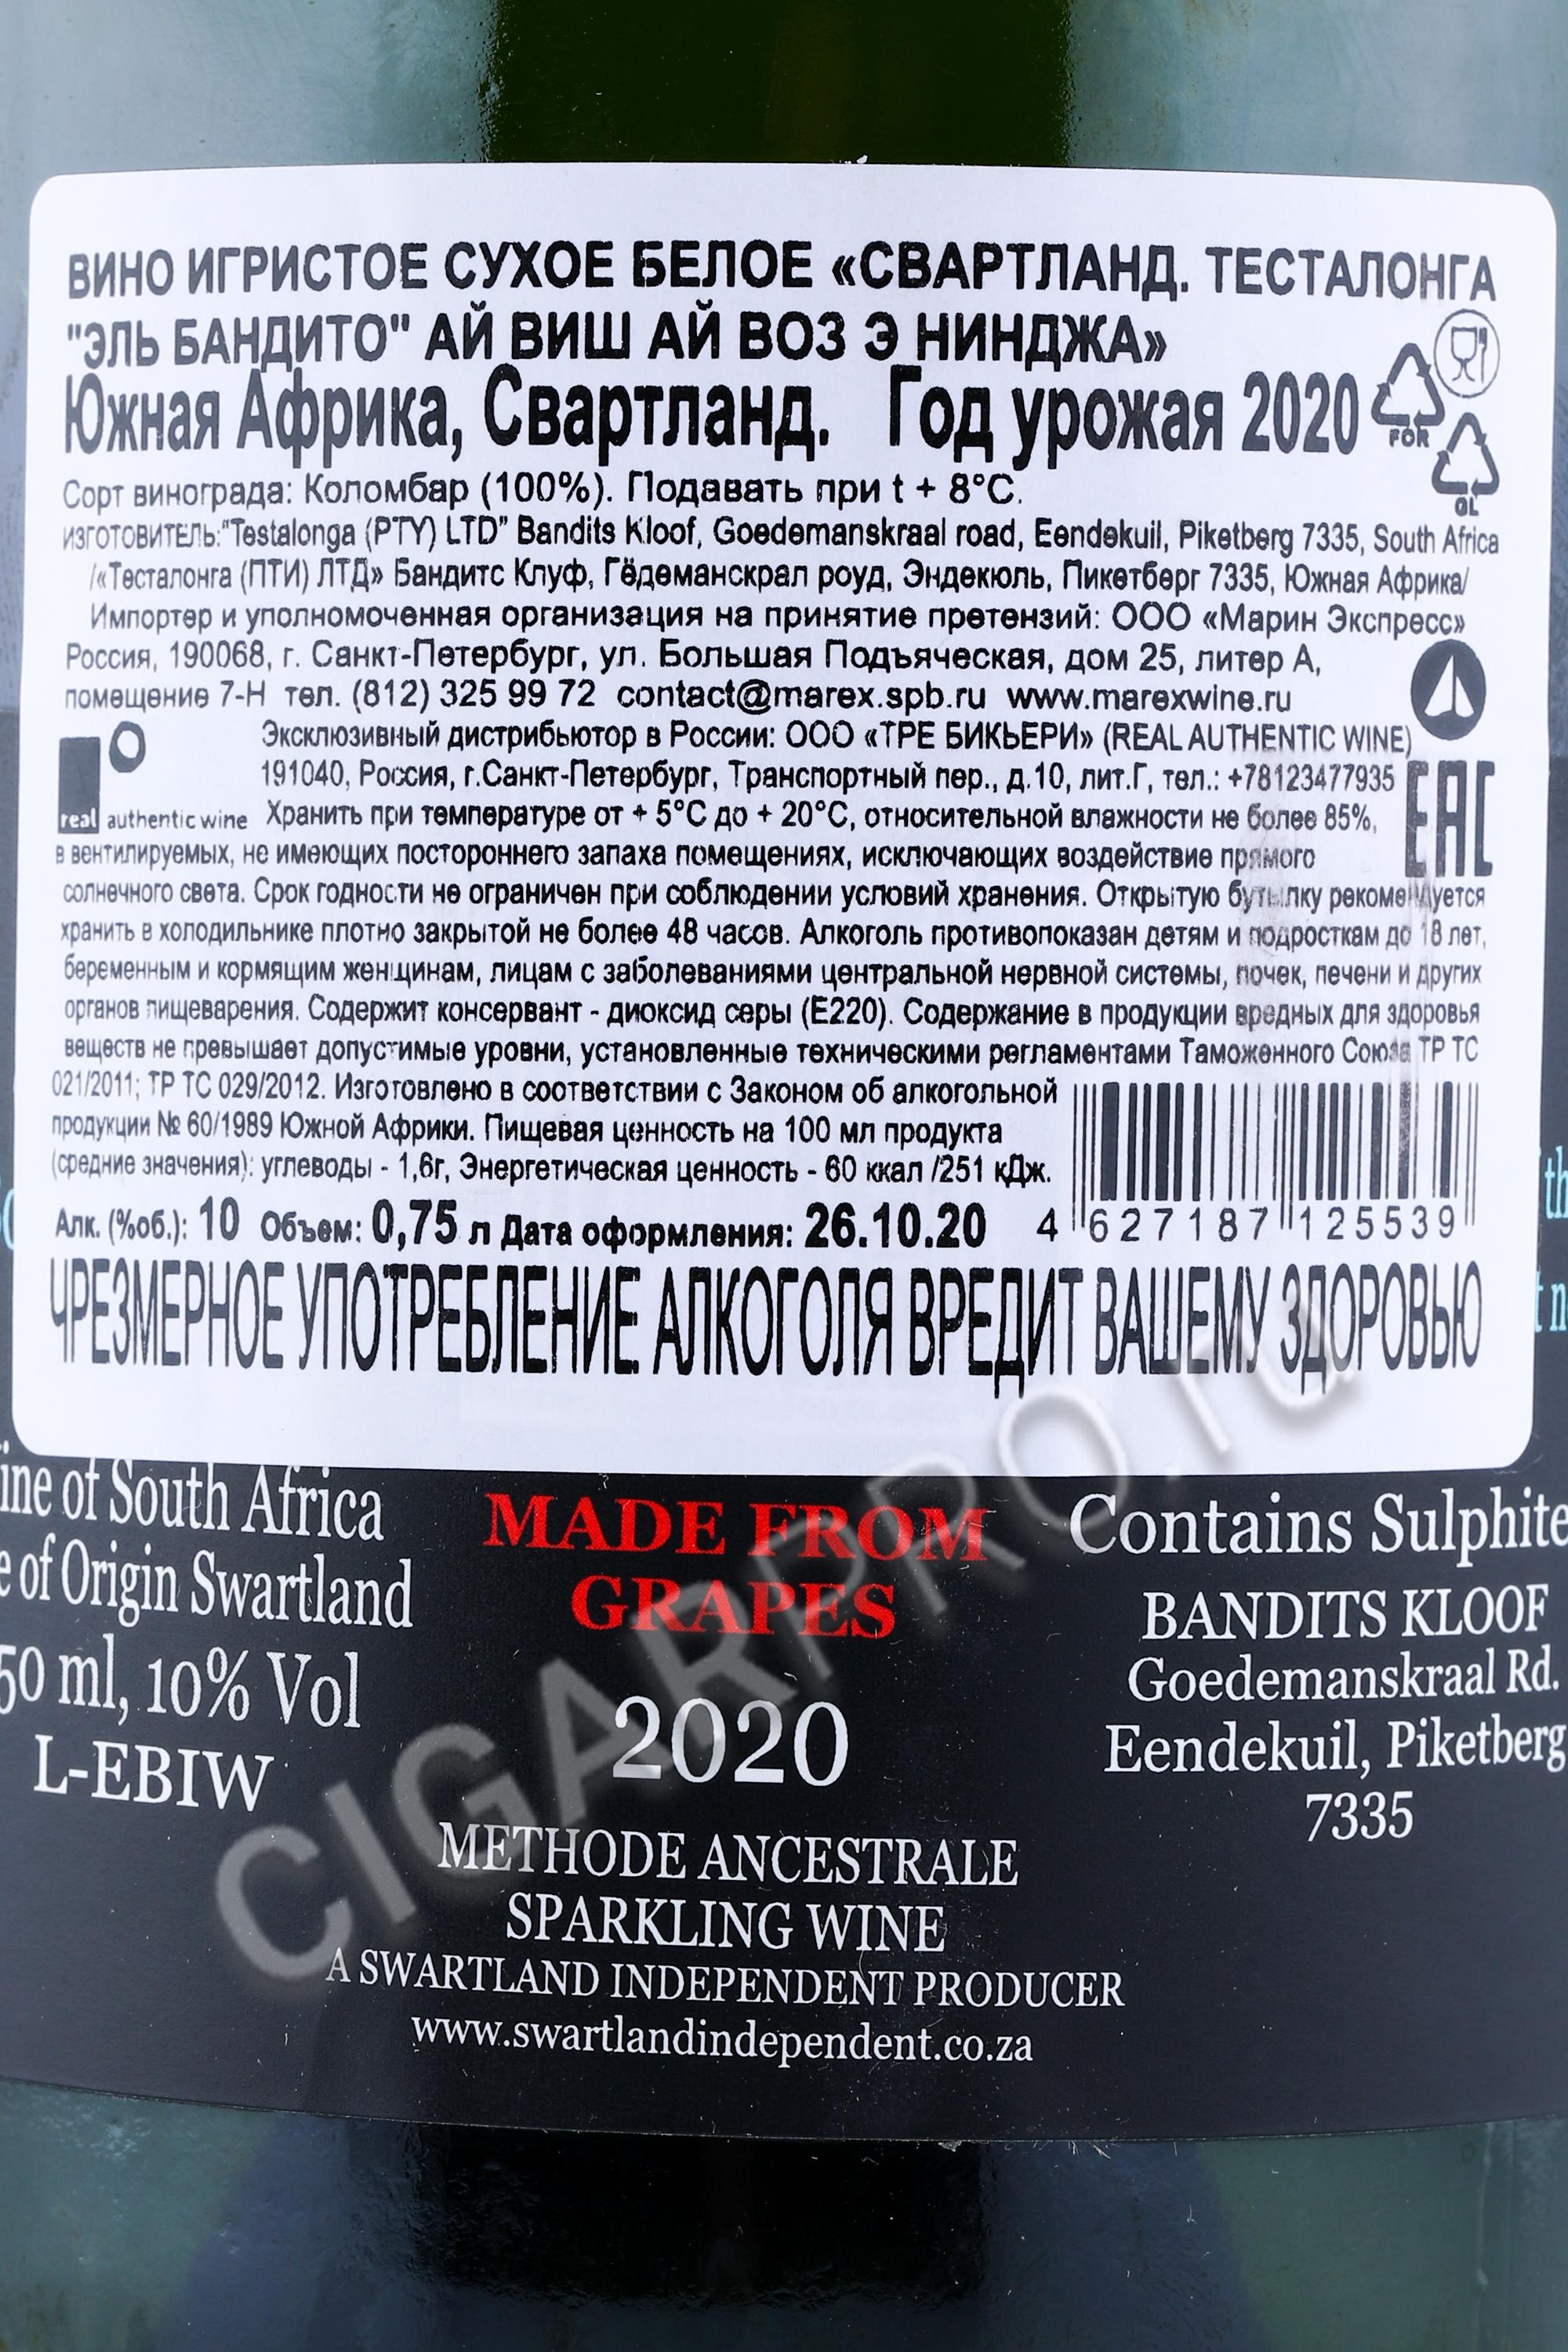 ВИНО ИГРИСТОЕ СУХОЕ БЕЛОЕ «СВАРТЛАНД. ТЕСТАЛОНГА
"ЭЛЬ БАНДИТО" АЙ ВИШ АЙ ВОЗ Э НИНДЖА»
Южная Африка, Свартланд. Год урожая 2020
FOR
GL
Сорт винограда: Коломбар (100%). Подавать при t + 8°C.
изготовитель:"Testalonga (PTY) LTD" Bandits Kloof, Goedemanskraal road, Eendekuil, Piketberg 7335, South Africa
/«Тесталонга (ПТИ) ЛТД» Бандитс Клуф, Гёдеманскрал роуд, Эндекюль, Пикетберг 7335, Южная Африка/
Импортер и уполномоченная организация на принятие претензий: ООО «Марин Экспресс»
Россия, 190068, г. Санкт-Петербург, ул. Большая Подъяческая, дом 25, литер А,
помещение 7-Н тел. (812) 325 99 72 contact@marex.spb.ru www.marexwine.ru
Эксклюзивный дистрибьютор в России: ООО «ТРЕ БИКЬЕРИ» (REAL AUTHENTIC WINE)
191040, Россия, г.Санкт-Петербург, Транспортный пер., д.10, лит.Г, тел.: +78123477935
real authentic wine Хранить при температуре от + 5°C до + 20°C, относительной влажности не более 85%,
EAC
в вентилируемых, не имеющих постороннего запаха помещениях, исключающих воздействие прямого
солнечного света. Срок годности не ограничен при соблюдении условий хранения. Открытую бутылку рекомендуется
хранить в холодильнике плотно закрытой не более 48 часов. Алкоголь противопоказан детям и подросткам до 18 лет,
беременным и кормящим женщинам, лицам с заболеваниями центральной нервной системы, почек, печени и других
органов пищеварения. Содержит консервант - диоксид серы (Е220). Содержание в продукции вредных для здоровья
веществ не превышает допустимые уровни, установленные техническими регламентами Таможенного Союза ТР ТС
021/2011; ТР ТС 029/2012. Изготовлено в соответствии с Законом об алкогольной
продукции № 60/1989 Южной Африки. Пищевая ценность на 100 мл продукта
(средние значения): углеводы - 1,6г, Энергетическая ценность - 60 ккал /251 кДж.
Алк. (%об.): 10 Объем: 0,75 л Дата оформления: 26.10.20
4 627187 125539
ЧРЕЗМЕРНОЕ УПОТРЕБЛЕНИЕ АЛКОГОЛЯ ВРЕДИТ ВАШЕМУ ЗДОРОВЬЮ
ine of South Africa
e of Origin Swartland
50 ml, 10% Vol
L-EBIW
MADE FROM
GRAPES
2020
METHODE ANCESTRALE
SPARKLING WINE
A SWARTLAND INDEPENDENT PRODUCER
www.swartlandindependent.co.za
Contains Sulphite
BANDITS KLOOF
Goedemanskraal Rd.
Eendekuil, Piketberg
7335
CIGARPRO.ru